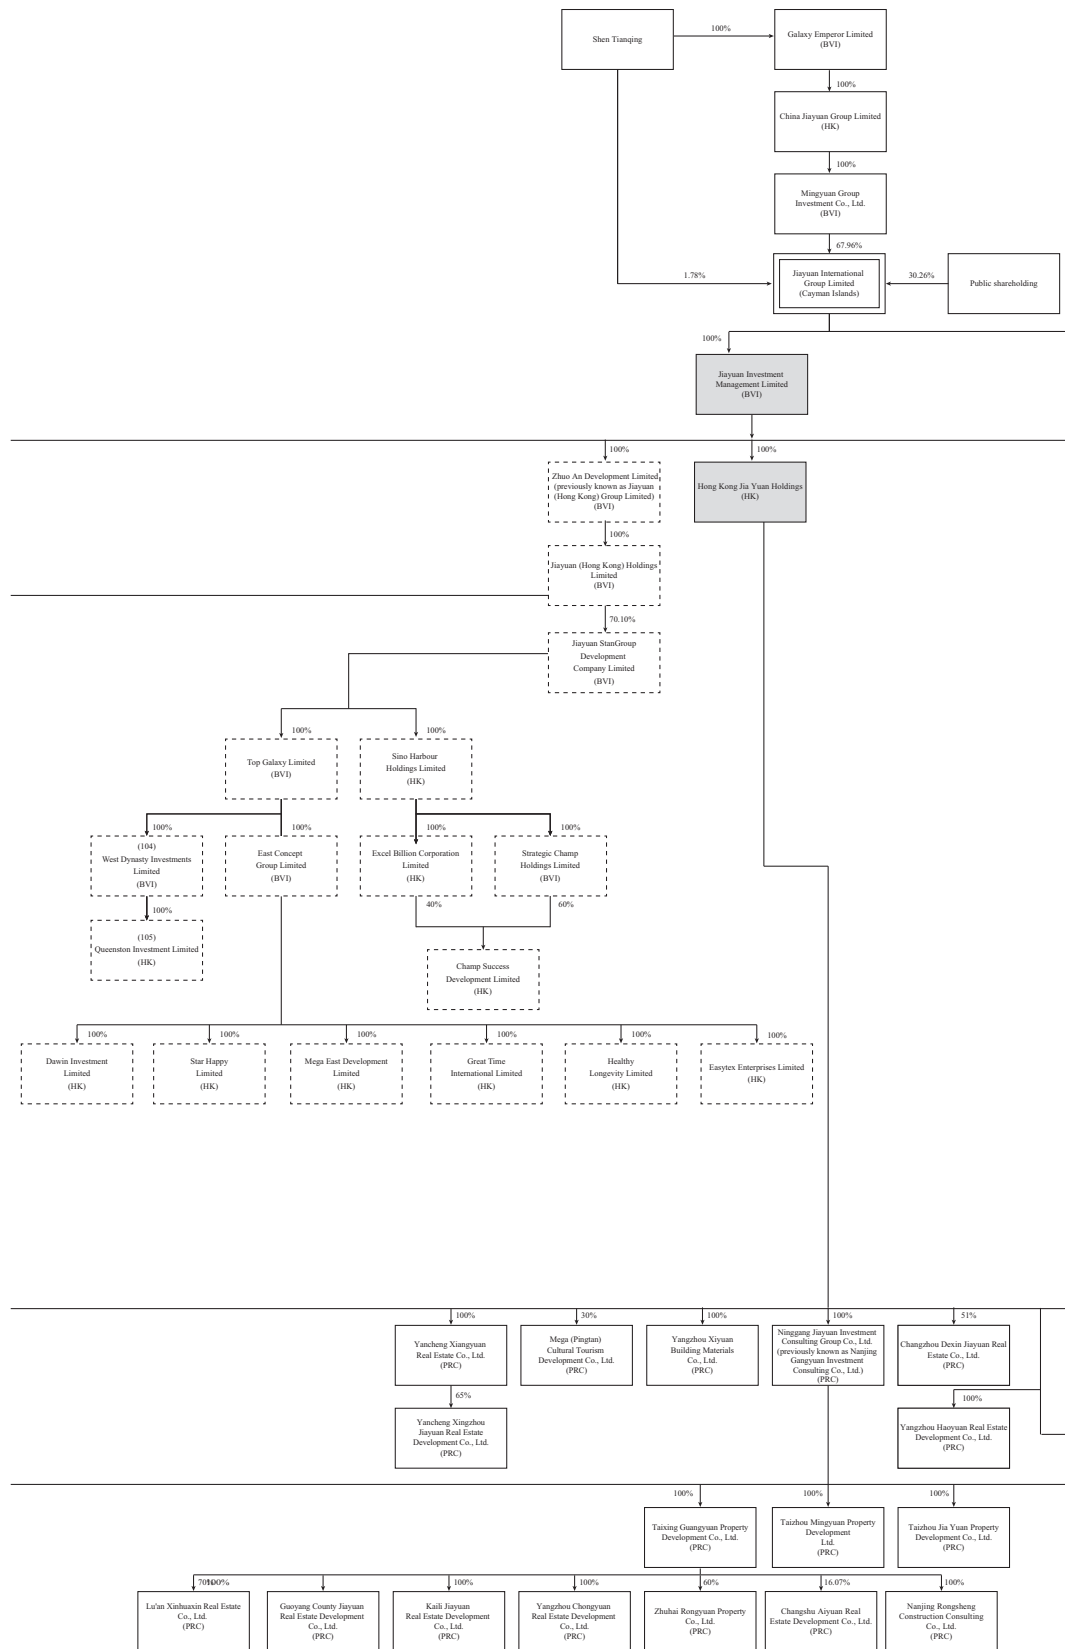 Shen Tianqing
100%
Galaxy Emperor Limited
(BVI)
100%
China Jiayuan Group Limited
(HK)
100%
Mingyuan Group
Investment Co., Ltd.
(BVI)
67.96%
1.78%
Jiayuan International
Group Limited
(Cayman Islands)
30.26%
Public shareholding
100%
Jiayuan Investment
Management Limited
(BVI)
100%
100%
Zhuo An Development Limited
(previously known as Jiayuan
(Hong Kong) Group Limited)
(BVI)
Hong Kong Jia Yuan Holdings
(HK)
100%
Jiayuan (Hong Kong) Holdings
Limited
(BVI)
70.10%
Jiayuan StanGroup
Development
Company Limited
(BVI)
100%
100%
Top Galaxy Limited
(BVI)
Sino Harbour
Holdings Limited
(HK)
100%
100%
100%
100%
(104)
West Dynasty Investments
Limited
(BVI)
East Concept
Group Limited
(BVI)
Excel Billion Corporation
Limited
(HK)
Strategic Champ
Holdings Limited
(BVI)
100%
40%
60%
(105)
Queenston Investment Limited
(HK)
Champ Success
Development Limited
(HK)
100%
100%
100%
100%
100%
100%
Dawin Investment
Limited
(HK)
Star Happy
Limited
(HK)
Mega East Development
Limited
(HK)
Great Time
International Limited
(HK)
Healthy
Longevity Limited
(HK)
Easytex Enterprises Limited
(HK)
100%
30%
100%
100%
51%
Yancheng Xiangyuan
Real Estate Co., Ltd.
(PRC)
Mega (Pingtan)
Cultural Tourism
Development Co., Ltd.
(PRC)
Yangzhou Xiyuan
Building Materials
Co., Ltd.
(PRC)
Ninggang Jiayuan Investment
Consulting Group Co., Ltd.
(previously known as Nanjing
Gangyuan Investment
Consulting Co., Ltd.)
(PRC)
Changzhou Dexin Jiayuan Real
Estate Co., Ltd.
(PRC)
65%
100%
Yancheng Xingzhou
Jiayuan Real Estate
Development Co., Ltd.
(PRC)
Yangzhou Haoyuan Real Estate
Development Co., Ltd.
(PRC)
100%
100%
100%
Taixing Guangyuan Property
Development Co., Ltd.
(PRC)
Taizhou Mingyuan Property
Development
Ltd.
(PRC)
Taizhou Jia Yuan Property
Development Co., Ltd.
(PRC)
70%
100%
100%
100%
60%
16.07%
100%
Lu'an Xinhuaxin Real Estate
Co., Ltd.
(PRC)
Guoyang County Jiayuan
Real Estate Development
Co., Ltd.
(PRC)
Kaili Jiayuan
Real Estate Development
Co., Ltd.
(PRC)
Yangzhou Chongyuan
Real Estate Development
Co., Ltd.
(PRC)
Zhuhai Rongyuan Property
Co., Ltd.
(PRC)
Changshu Aiyuan Real
Estate Development Co., Ltd.
(PRC)
Nanjing Rongsheng
Construction Consulting
Co., Ltd.
(PRC)